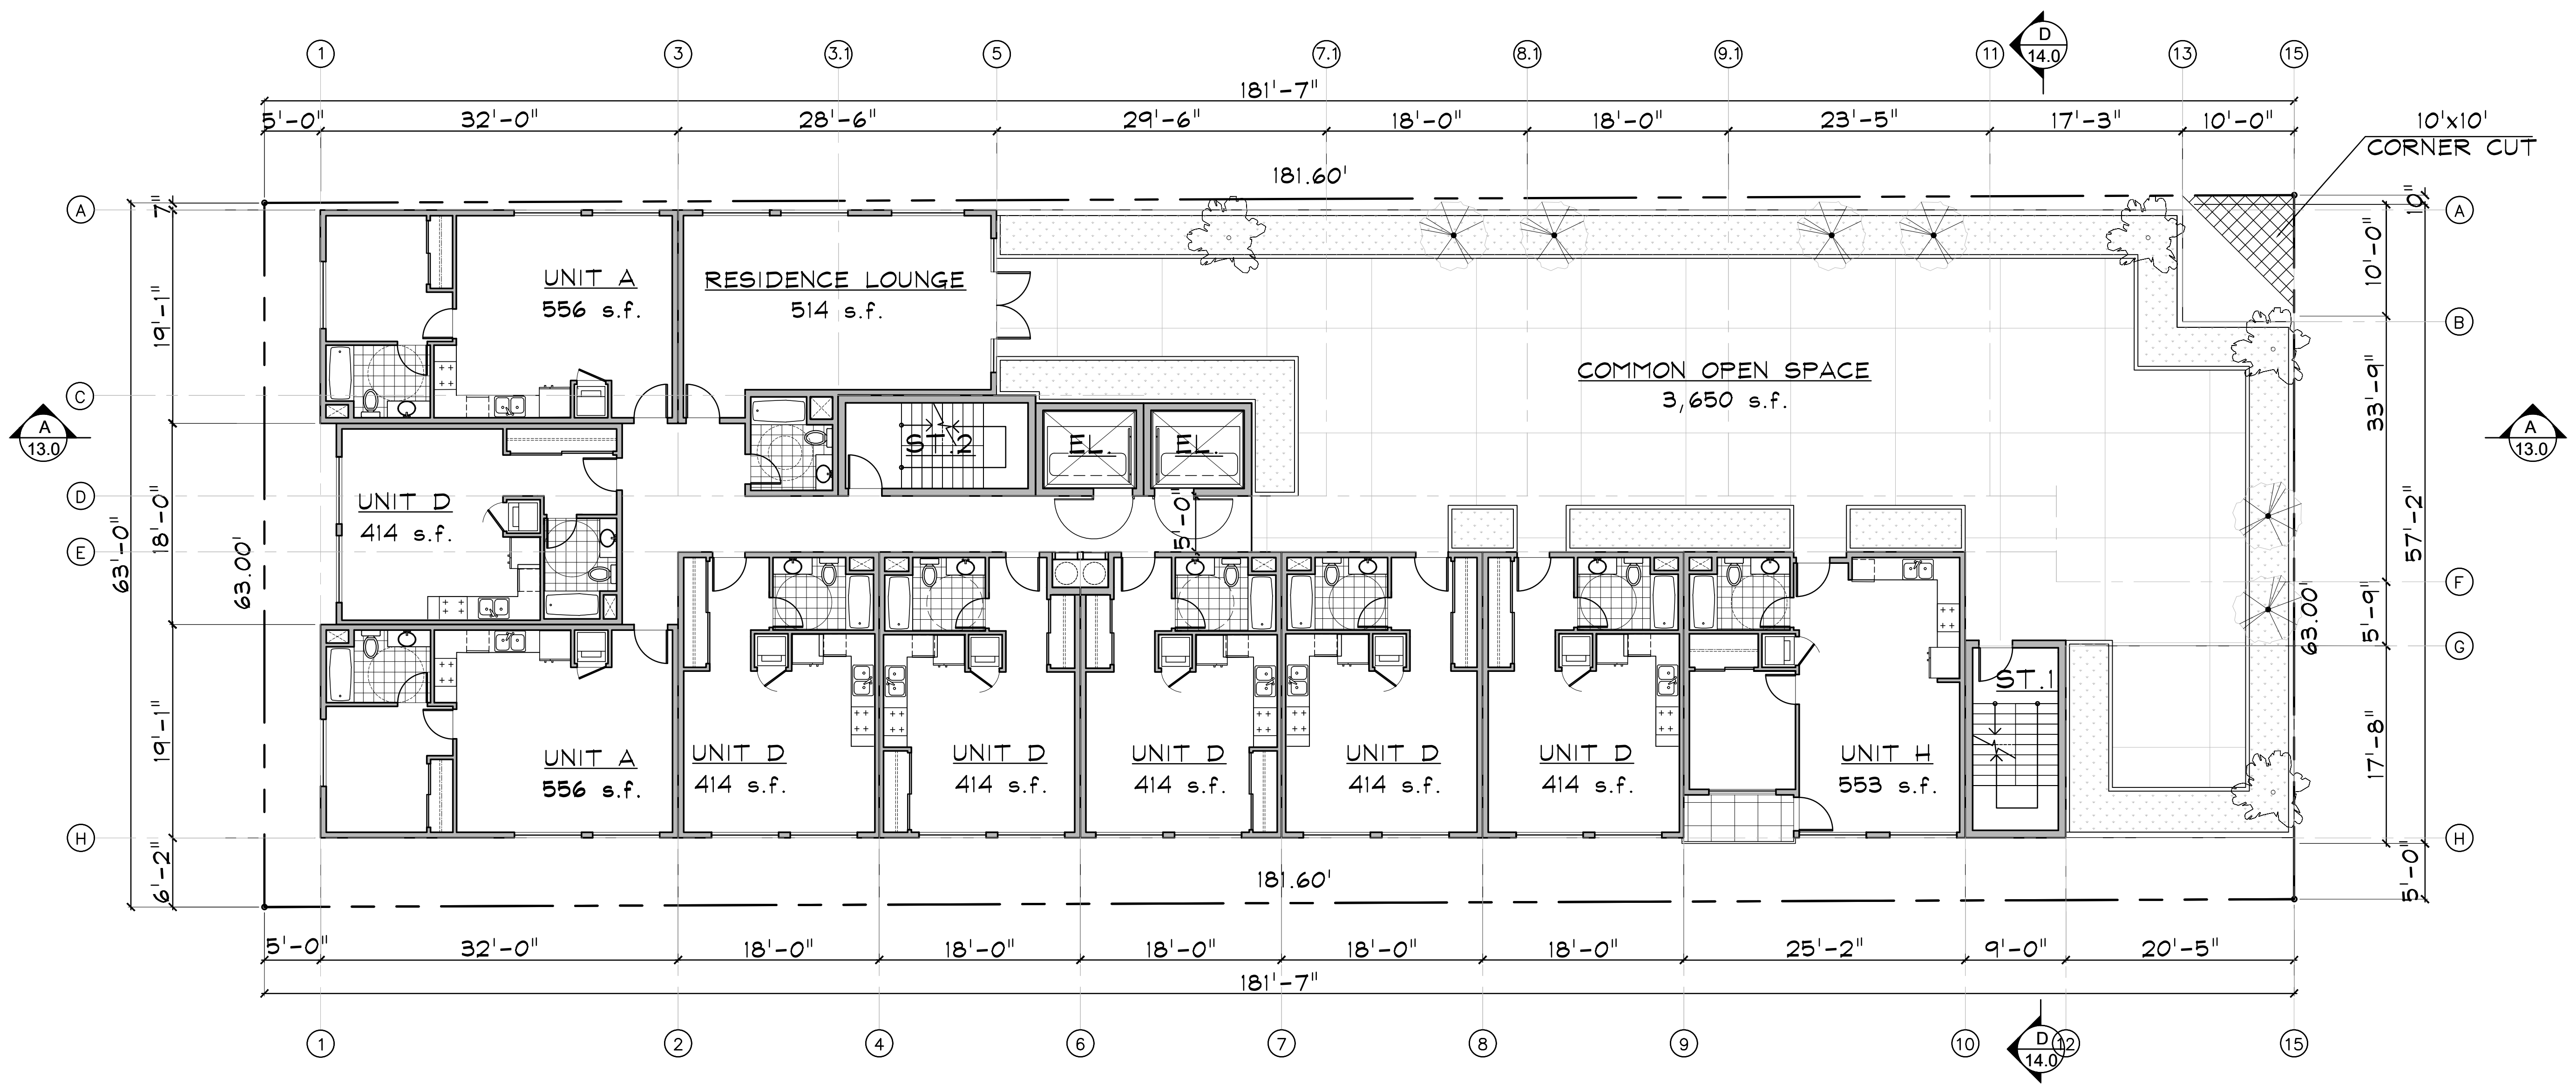 1 3 3.1 5 7.1 8.1 9.1 11 D 13 15
14.0
181'-7"
5'-0" 32'-0" 28'-6" 29'-6" 18'-0" 18'-0" 23'-5" 17'-3" 10'-0"
10'x10'
CORNER CUT
181.60'
A 7" 10" A
19'-1" 10'-0"
UNIT A
556 s.f.
RESIDENCE LOUNGE
514 s.f.
B
COMMON OPEN SPACE
3,650 s.f.
33'-9"
C
A
13.0
A
13.0
ST.2 EL. EL.
D
UNIT D
414 s.f.
63'-0" 18'-0" 63.00' 5'-0" 57'-2"
E
F
63.00' 5'-9"
G
ST.1
19'-1" 17'-8"
UNIT A
556 s.f.
UNIT D
414 s.f.
UNIT D
414 s.f.
UNIT D
414 s.f.
UNIT D
414 s.f.
UNIT D
414 s.f.
UNIT H
553 s.f.
H H
6'-2" 5'-0"
181.60'
5'-0" 32'-0" 18'-0" 18'-0" 18'-0" 18'-0" 18'-0" 25'-2" 9'-0" 20'-5"
181'-7"
1 2 4 6 7 8 9 10 D 12 15
14.0